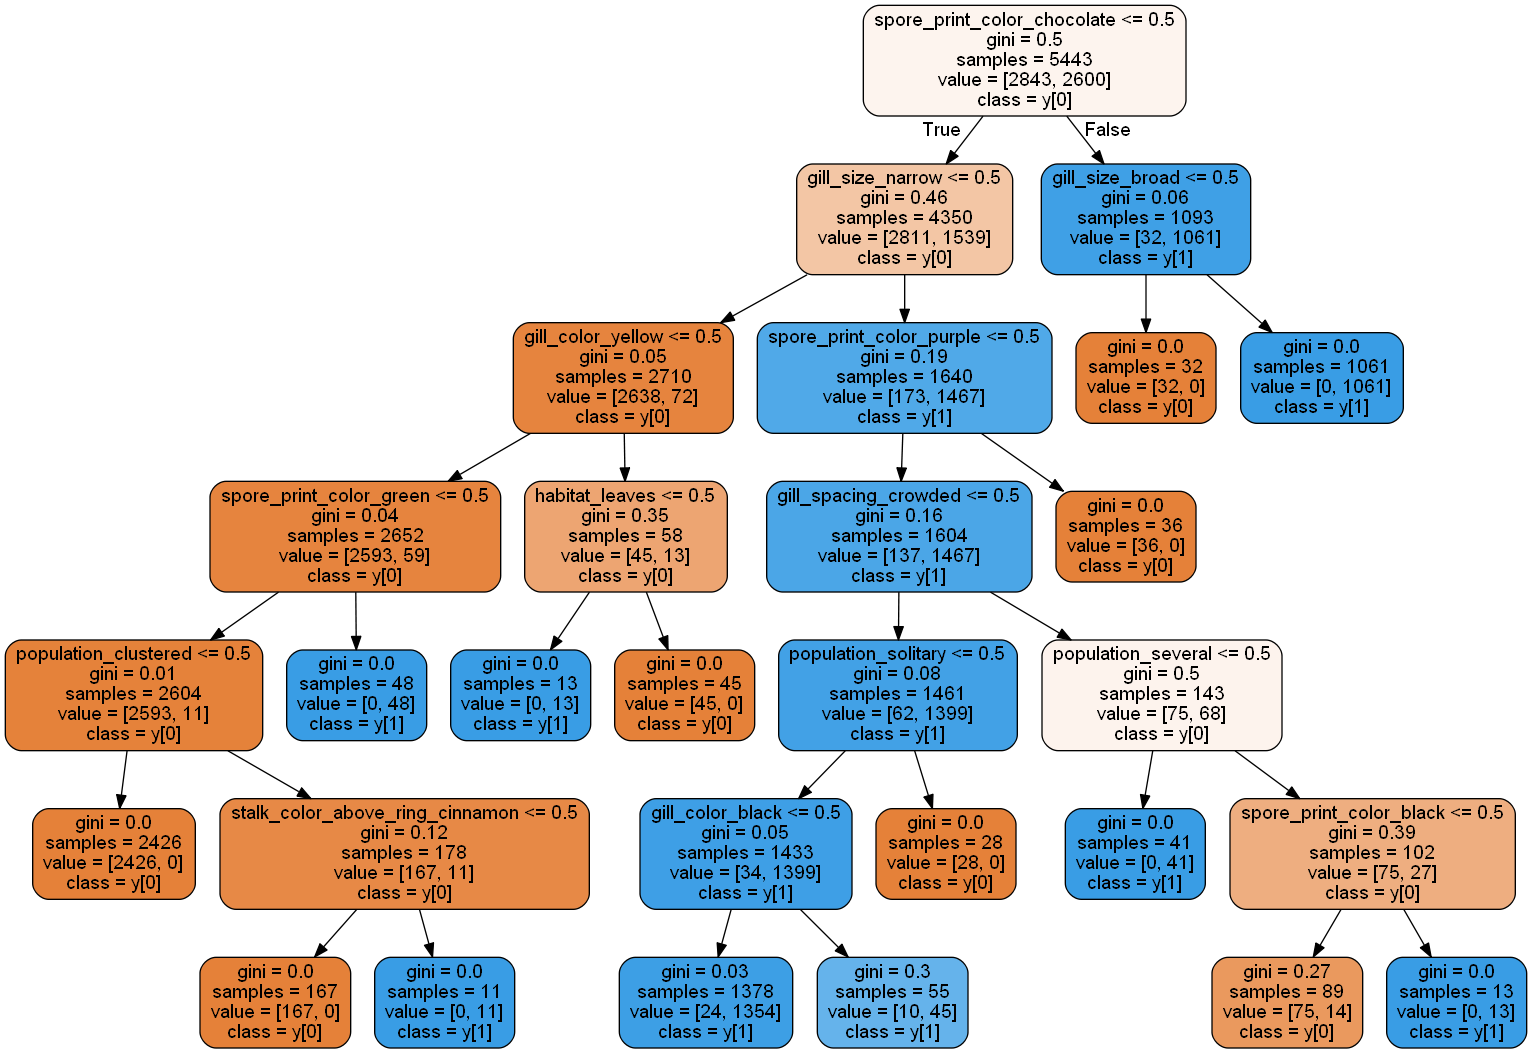 spore_print_color_chocolate <= 0.5
gini = 0.5
samples = 5443
value = [2843, 2600]
class = y[0]
True
False
gill_size_narrow <= 0.5
gini = 0.46
samples = 4350
value = [2811, 1539]
class = y[0]
gill_size_broad <= 0.5
gini = 0.06
samples = 1093
value = [32, 1061]
class = y[1]
gill_color_yellow <= 0.5
gini = 0.05
samples = 2710
value = [2638, 72]
class = y[0]
spore_print_color_purple <= 0.5
gini = 0.19
samples = 1640
value = [173, 1467]
class = y[1]
gini = 0.0
samples = 32
value = [32, 0]
class = y[0]
gini = 0.0
samples = 1061
value = [0, 1061]
class = y[1]
spore_print_color_green <= 0.5
gini = 0.04
samples = 2652
value = [2593, 59]
class = y[0]
habitat_leaves <= 0.5
gini = 0.35
samples = 58
value = [45, 13]
class = y[0]
gill_spacing_crowded <= 0.5
gini = 0.16
samples = 1604
value = [137, 1467]
class = y[1]
gini = 0.0
samples = 36
value = [36, 0]
class = y[0]
population_clustered <= 0.5
gini = 0.01
samples = 2604
value = [2593, 11]
class = y[0]
gini = 0.0
samples = 48
value = [0, 48]
class = y[1]
gini = 0.0
samples = 13
value = [0, 13]
class = y[1]
gini = 0.0
samples = 45
value = [45, 0]
class = y[0]
population_solitary <= 0.5
gini = 0.08
samples = 1461
value = [62, 1399]
class = y[1]
population_several <= 0.5
gini = 0.5
samples = 143
value = [75, 68]
class = y[0]
gini = 0.0
samples = 2426
value = [2426, 0]
class = y[0]
stalk_color_above_ring_cinnamon <= 0.5
gini = 0.12
samples = 178
value = [167, 11]
class = y[0]
gill_color_black <= 0.5
gini = 0.05
samples = 1433
value = [34, 1399]
class = y[1]
gini = 0.0
samples = 28
value = [28, 0]
class = y[0]
gini = 0.0
samples = 41
value = [0, 41]
class = y[1]
spore_print_color_black <= 0.5
gini = 0.39
samples = 102
value = [75, 27]
class = y[0]
gini = 0.0
samples = 167
value = [167, 0]
class = y[0]
gini = 0.0
samples = 11
value = [0, 11]
class = y[1]
gini = 0.03
samples = 1378
value = [24, 1354]
class = y[1]
gini = 0.3
samples = 55
value = [10, 45]
class = y[1]
gini = 0.27
samples = 89
value = [75, 14]
class = y[0]
gini = 0.0
samples = 13
value = [0, 13]
class = y[1]